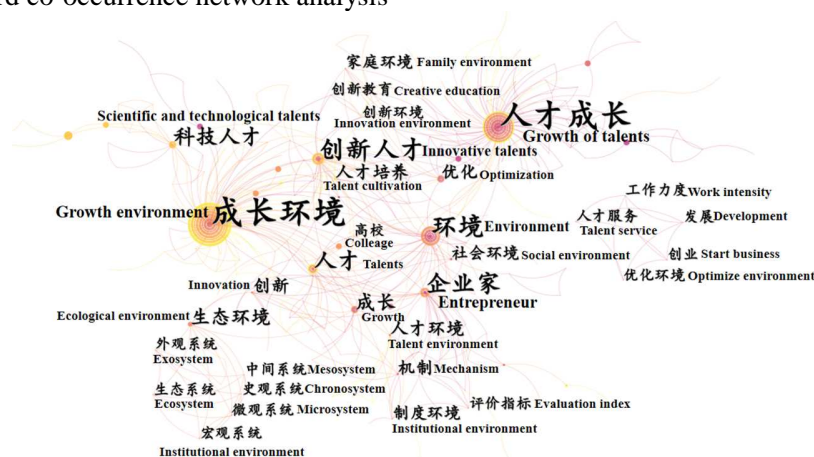 rd co-occurrence network analysis
家庭环境 Family environment
创新教育 Creative education
创新环境
Innovation environment
人才成长
Growth of talents
Scientific and technological talents
科技人才
创新人才 Innovative talents
人才培养
Talent cultivation
优化 Optimization
工作力度 Work intensity
Growth environment 成长环境
环境 Environment
人才服务
Talent service
发展 Development
高校
Colleage
社会环境 Social environment
创业 Start business
人才 Talents
优化环境 Optimize environment
Innovation 创新
企业家
Entrepreneur
成长
Growth
Ecological environment 生态环境
人才环境
Talent environment
外观系统
Exosystem
中间系统 Mesosystem
机制 Mechanism
生态系统
Ecosystem
史观系统 Chronosystem
微观系统 Microsystem
制度环境
Institutional environment
评价指标 Evaluation index
宏观系统
Institutional environment